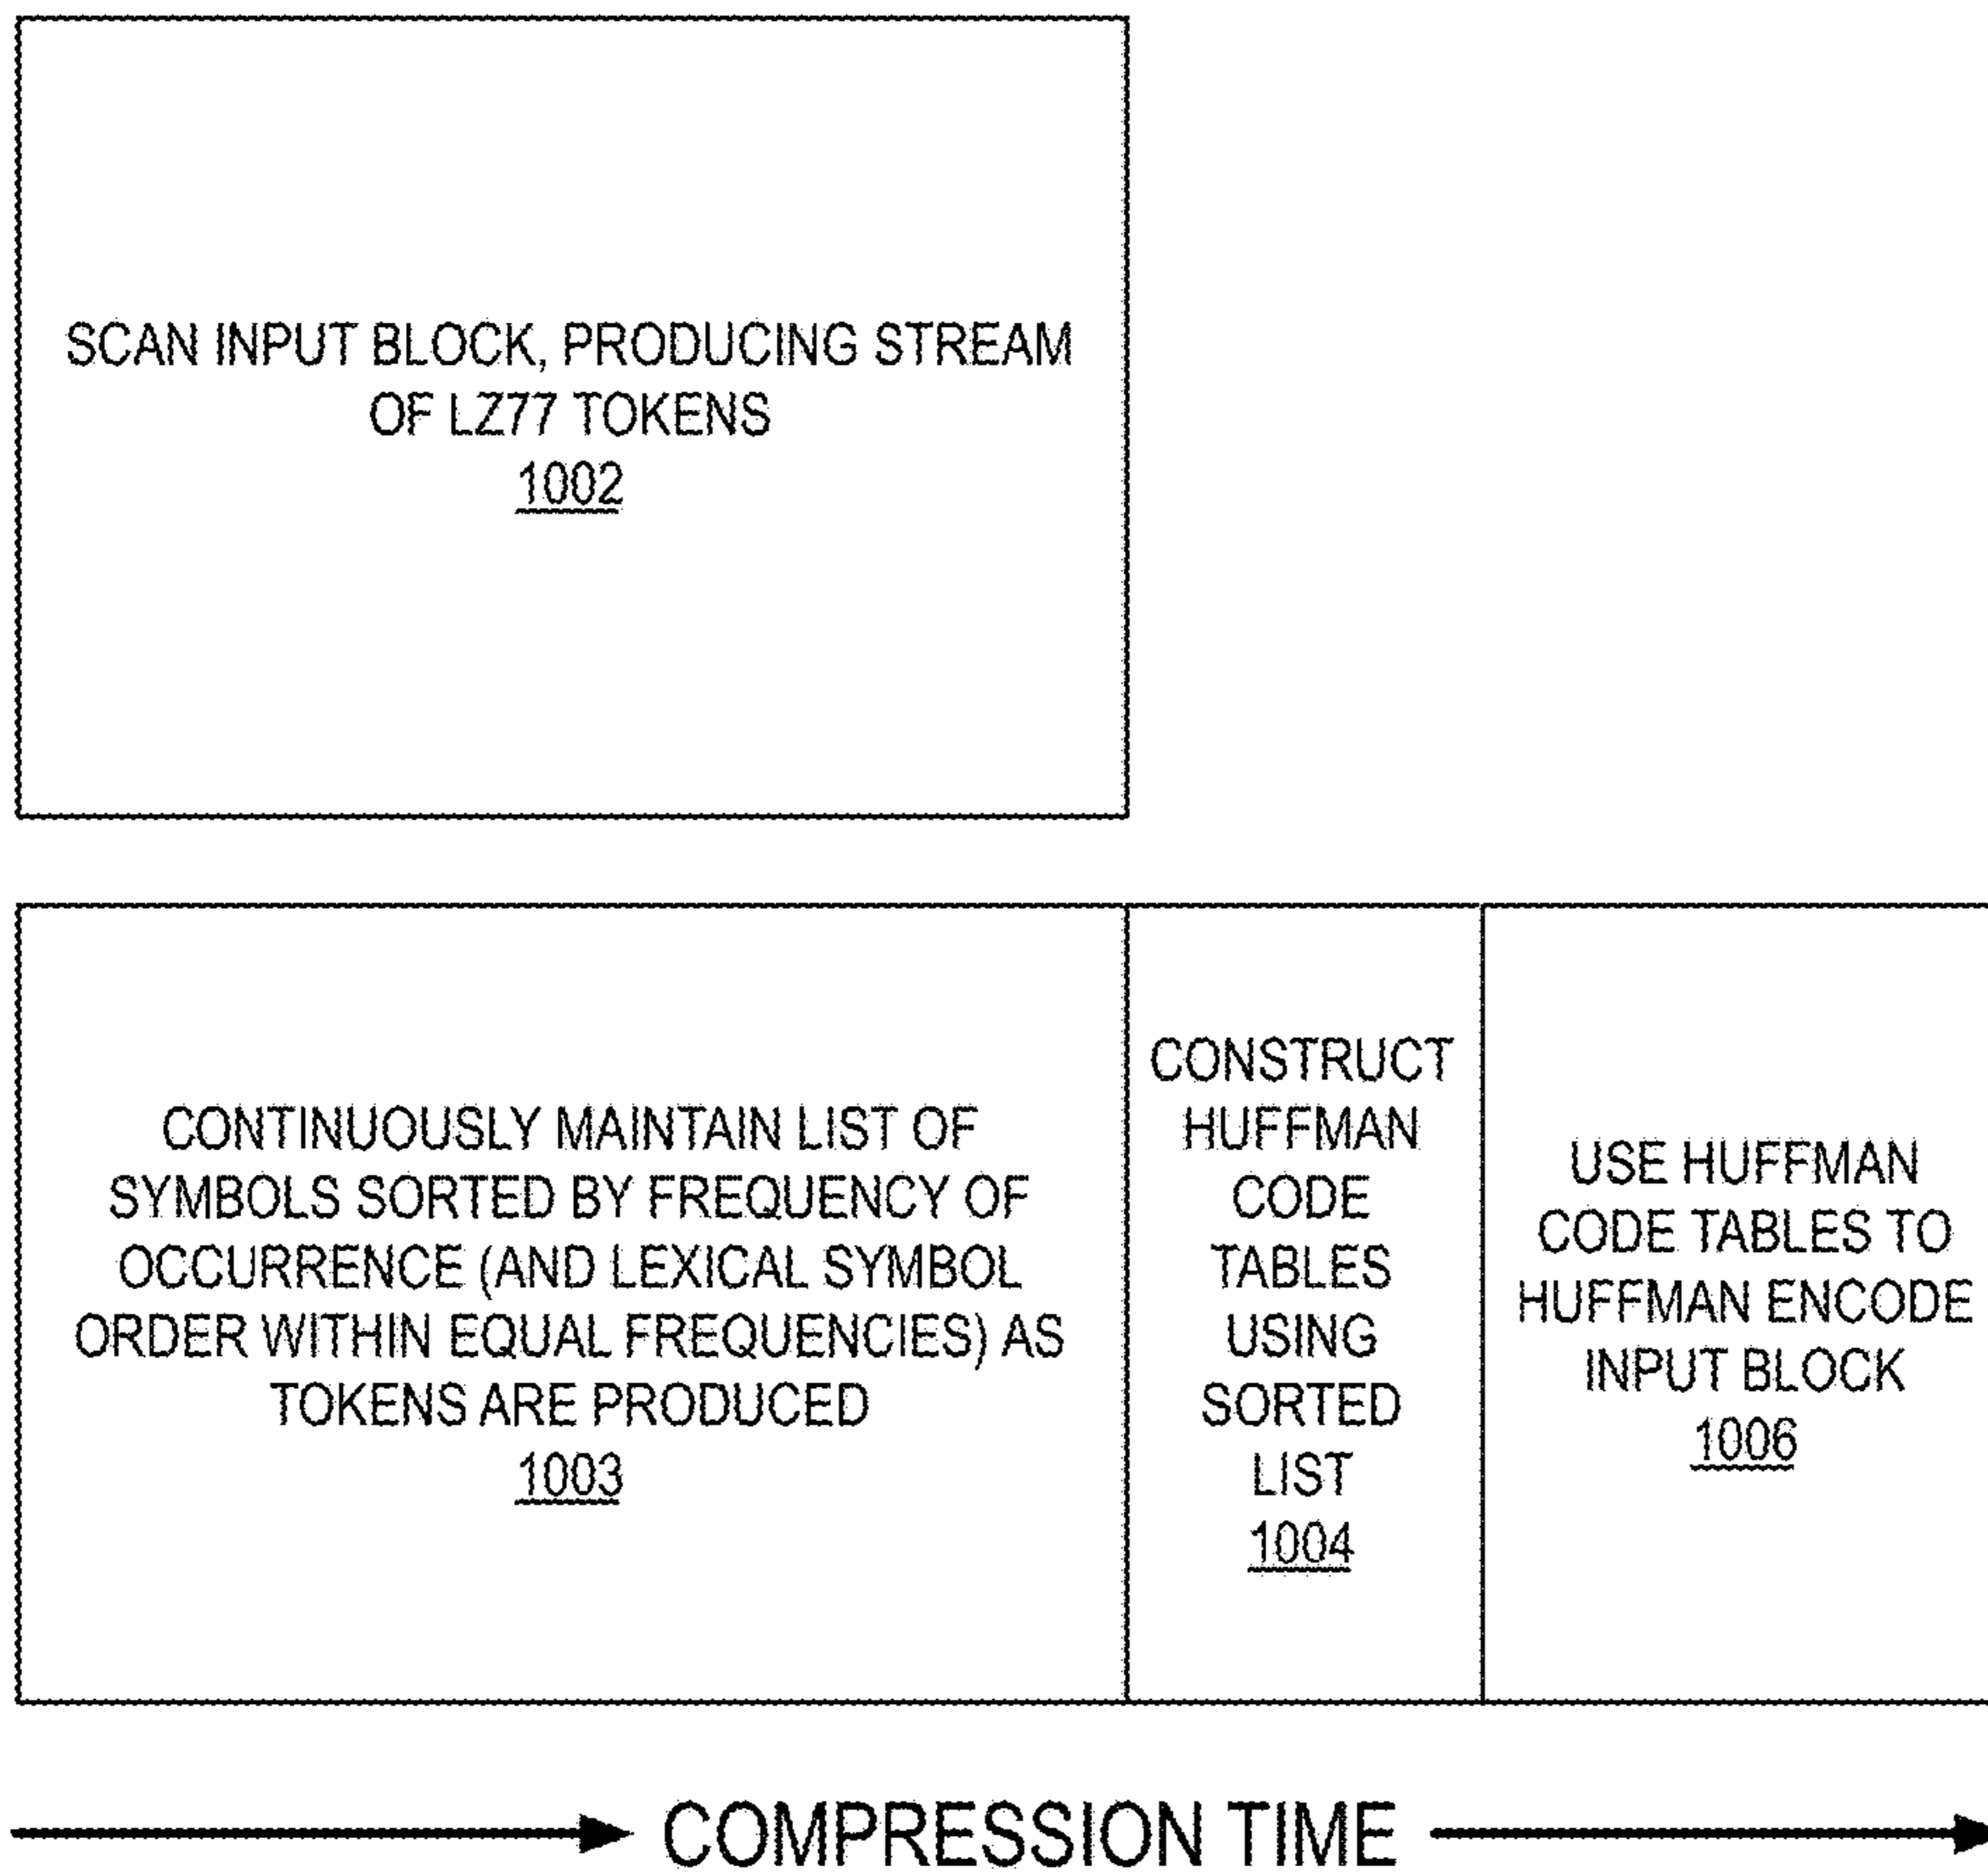 SCAN INPUT BLOCK, PRODUCING STREAM
OF LZ77 TOKENS
1002
CONTINUOUSLY MAINTAIN LIST OF
SYMBOLS SORTED BY FREQUENCY OF
OCCURRENCE (AND LEXICAL SYMBOL
ORDER WITHIN EQUAL FREQUENCIES) AS
TOKENS ARE PRODUCED
1003
CONSTRUCT
HUFFMAN
CODE
TABLES
USING
SORTED
LIST
1004
USE HUFFMAN
CODE TABLES TO
HUFFMAN ENCODE
INPUT BLOCK
1006
COMPRESSION TIME